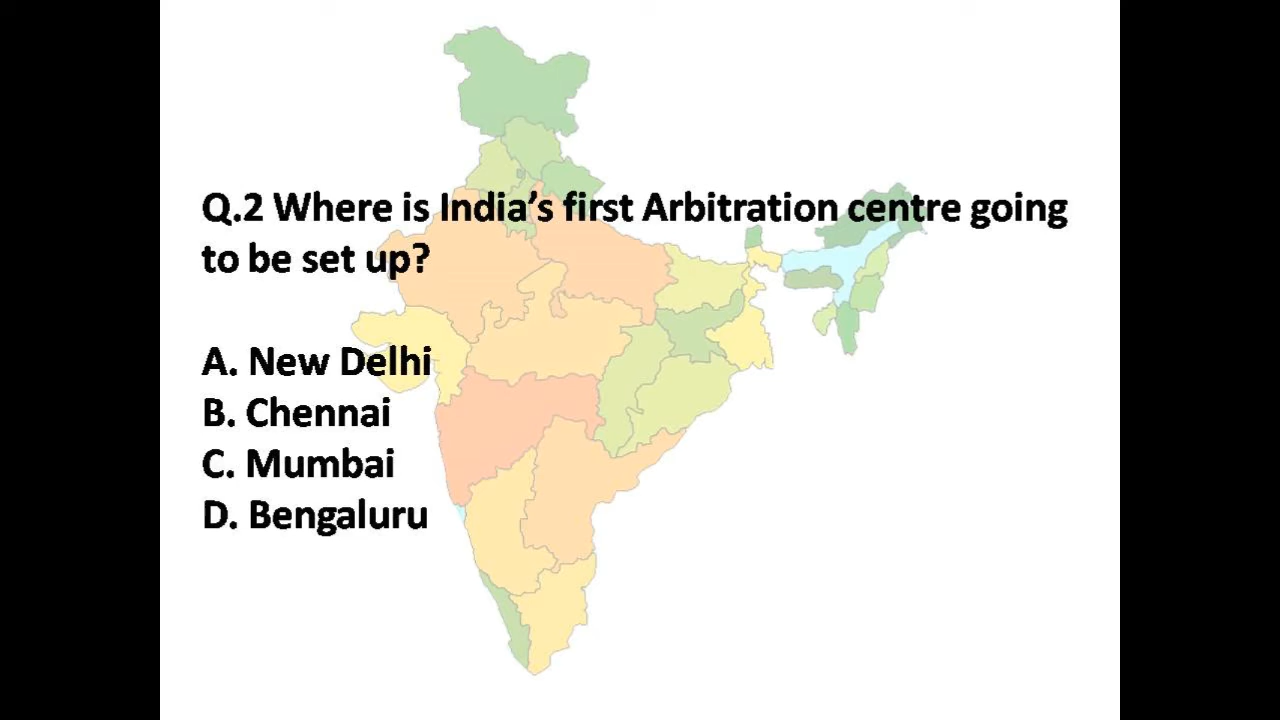 Q.2 Where is India’s first Arbitration centre going
to be set up?
A. New Delhi
B. Chennai
C. Mumbai
D. Bengaluru